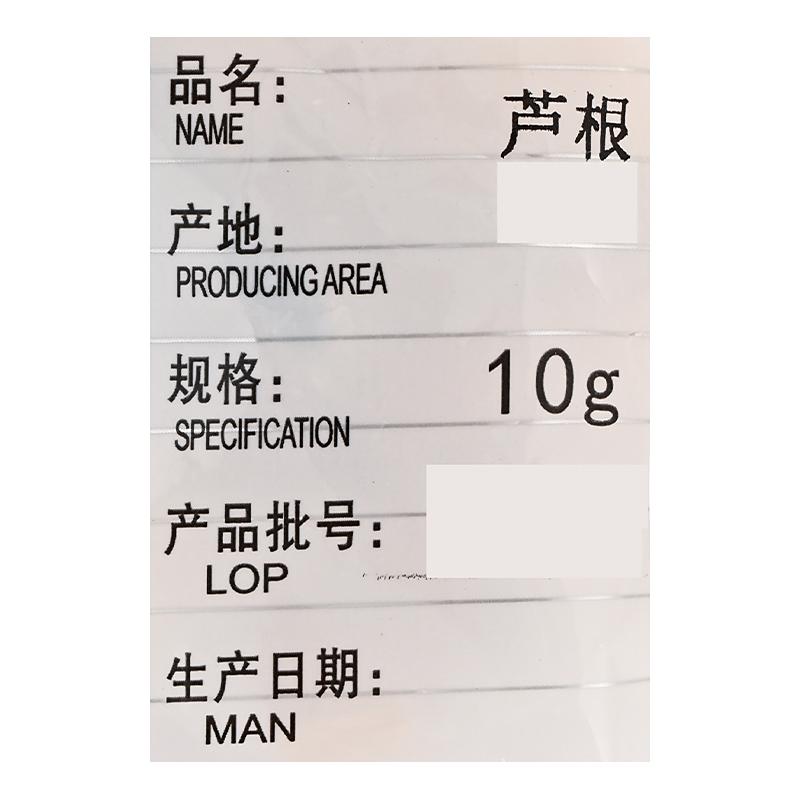 品名： 芦根
NAME
产地：
PRODUCING AREA
规格： 10g
SPECIFICATION
产品批号：
LOP
生产日期：
MAN